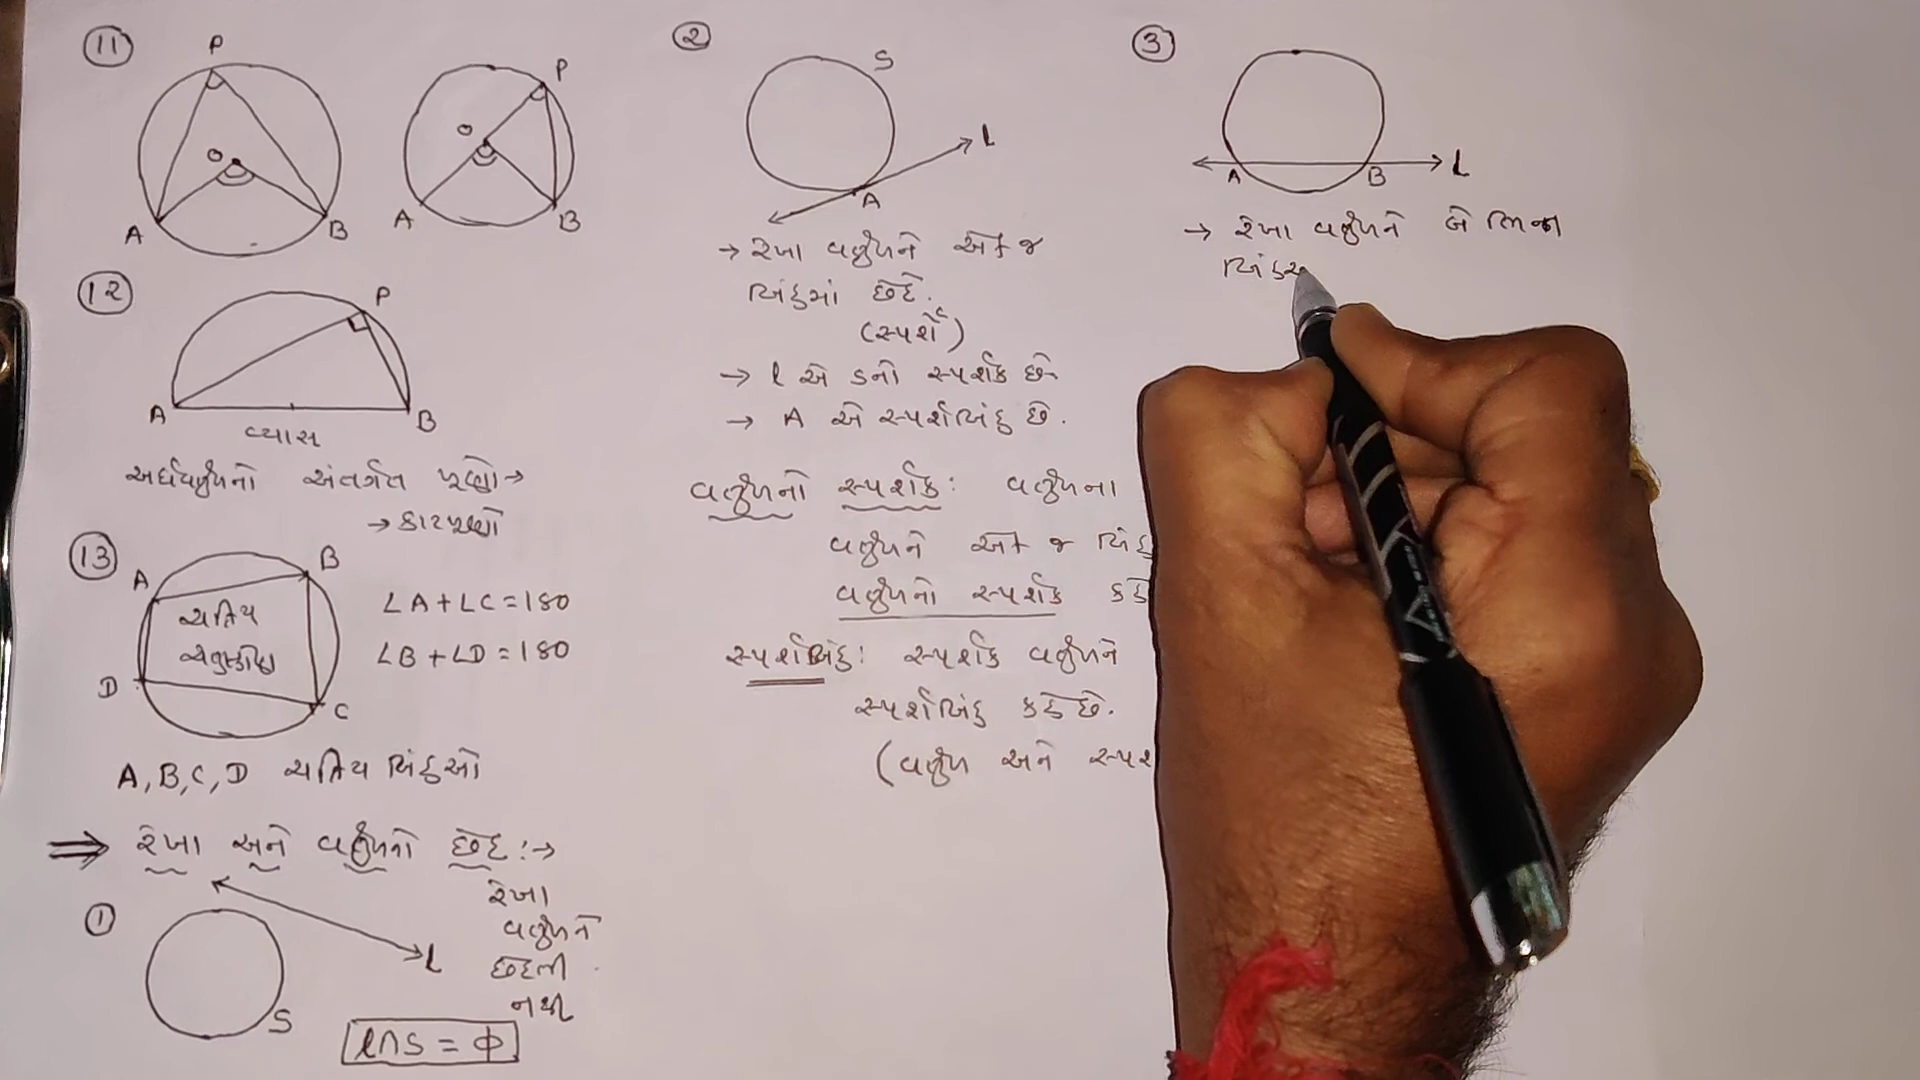 11
P
O
A
B
P
O
A
B
12
P
A
B
વ્યાસ
અર્ધવર્તુળનો અંતર્ગત ખૂણો →
→ કાટખૂણો
13
A
B
ચક્રિય
ચતુષ્કોણ
D
C
∠A+∠C=180
∠B+∠D=180
A, B, C, D ચક્રિય બિંદુઓ
⇒ રેખા અને વર્તુળનો છેદ :→
1
l
S
રેખા
વર્તુળને
છેદતી
નથી
l∩S = Φ
2
S
l
A
→ રેખા વર્તુળને એક જ
બિંદુમાં છેદે.
(સ્પર્શે)
→ l એ Sનો સ્પર્શક છે
→ A એ સ્પર્શબિંદુ છે.
વર્તુળનો સ્પર્શક: વર્તુળના
વર્તુળને એક જ બિંદુ
વર્તુળનો સ્પર્શક કહે
સ્પર્શબિંદુ: સ્પર્શક વર્તુળને
સ્પર્શબિંદુ કહે છે.
(વર્તુળ અને સ્પર્શ
3
A
B
l
→ રેખા વર્તુળને બે ભિન્ન